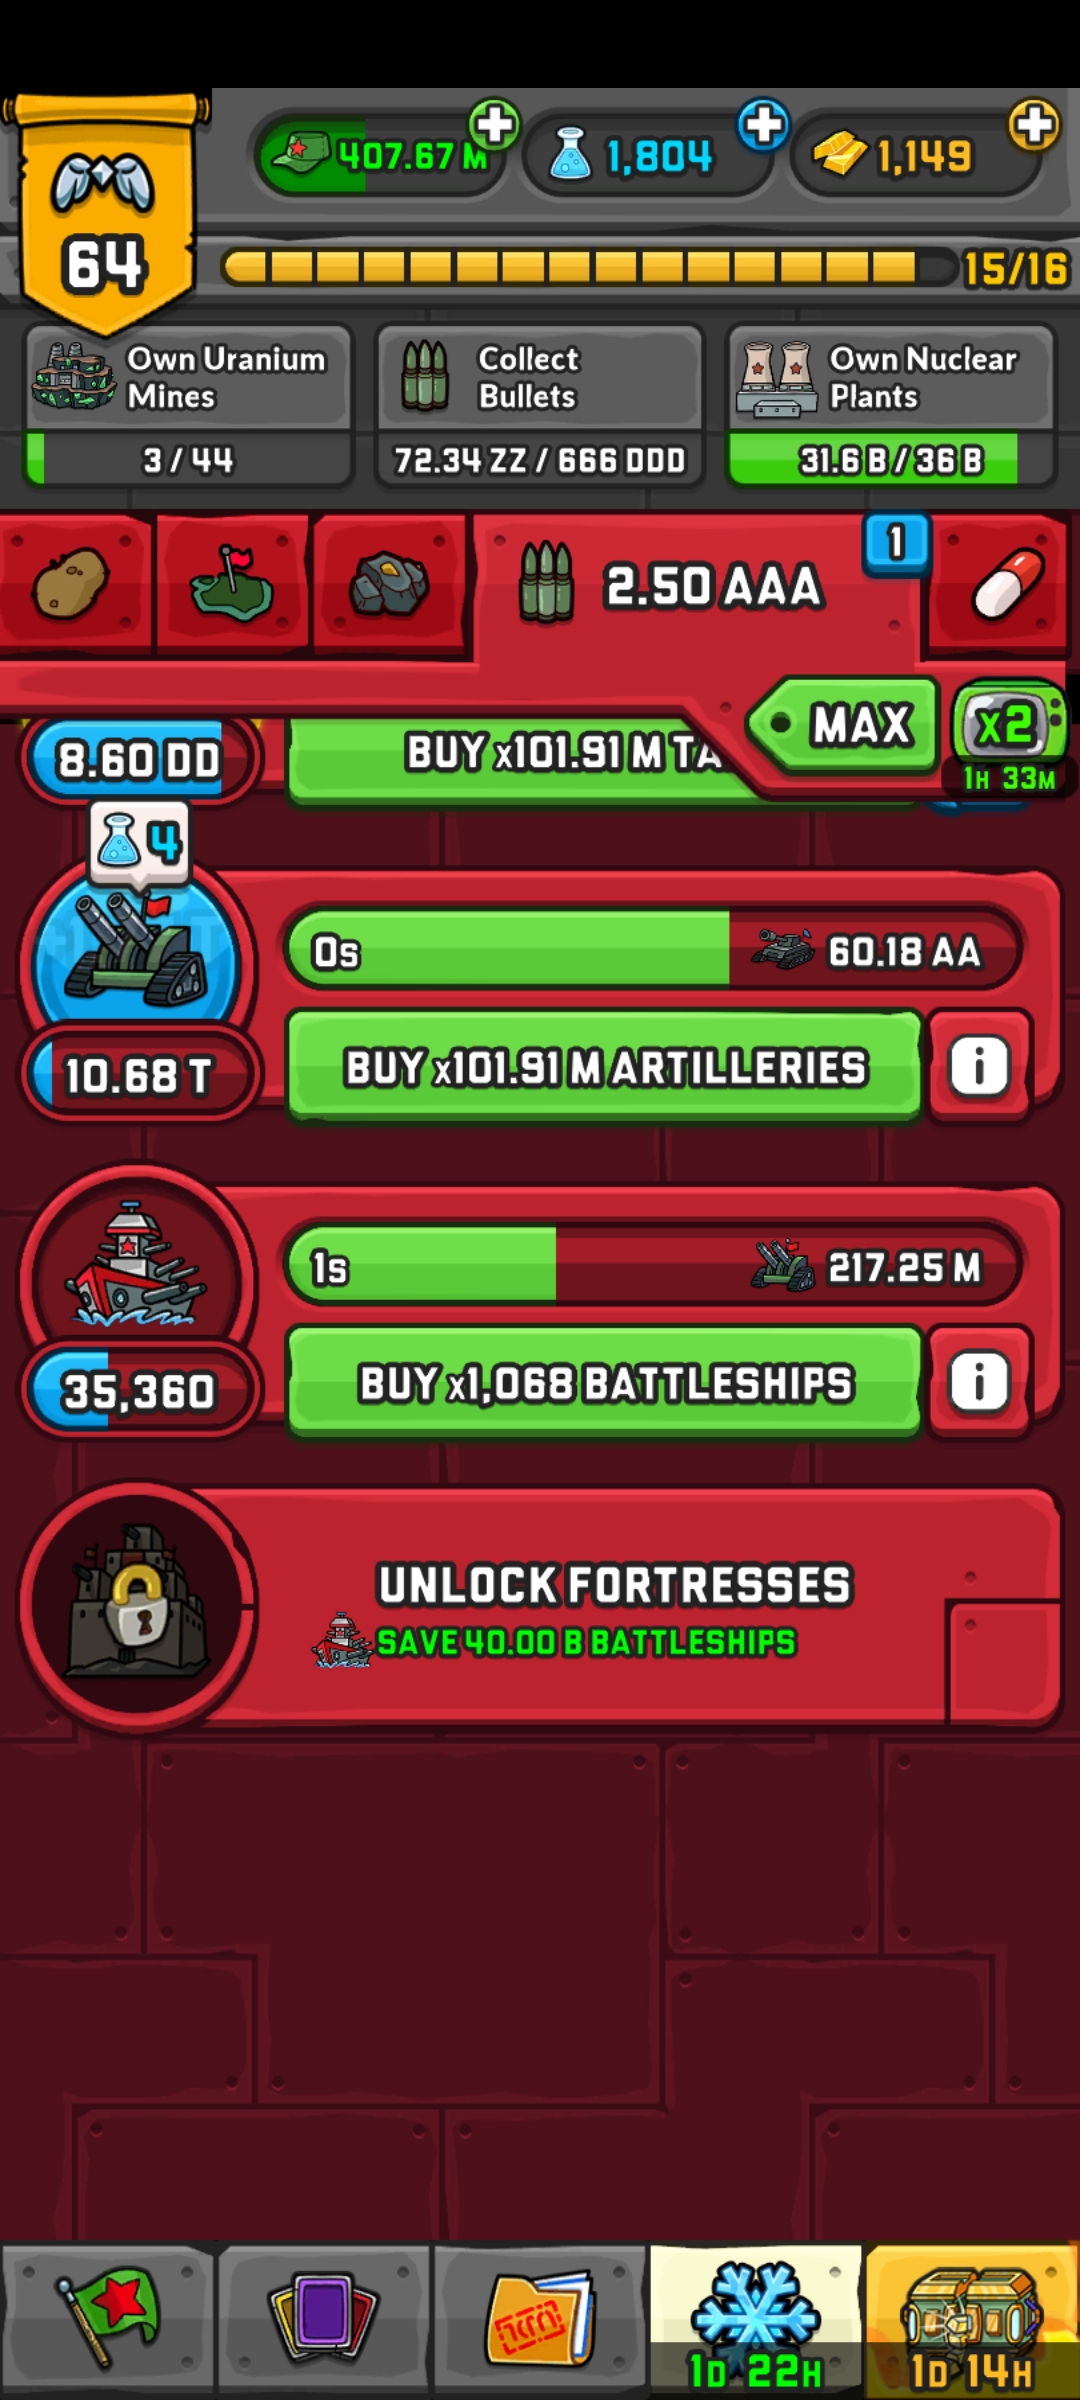 407.67 M
1,804
1,149
64
15/16
Own Uranium
Mines
3 / 44
Collect
Bullets
72.34 ZZ / 666 DDD
Own Nuclear
Plants
31.6 B / 36 B
2.50 AAA
1
MAX
x2
1H 33M
8.60 DD
BUY x101.91 M TA
4
0s
60.18 AA
10.68 T
BUY x101.91 M ARTILLERIES
i
1s
217.25 M
35,360
BUY x1,068 BATTLESHIPS
i
UNLOCK FORTRESSES
SAVE 40.00 B BATTLESHIPS
1D 22H
1D 14H